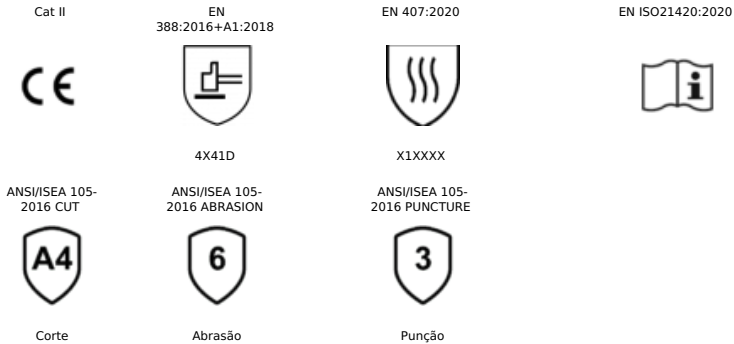 Cat II
EN
388:2016+A1:2018
EN 407:2020
EN ISO21420:2020
CE
i
4X41D
X1XXXX
ANSI/ISEA 105-
2016 CUT
ANSI/ISEA 105-
2016 ABRASION
ANSI/ISEA 105-
2016 PUNCTURE
A4
6
3
Corte
Abrasão
Punção